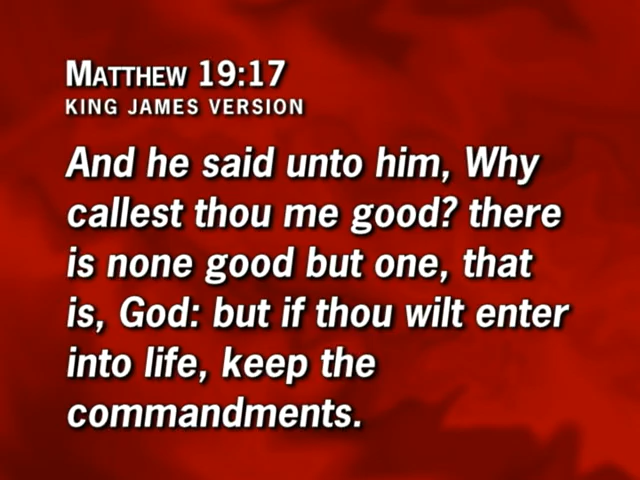 MATTHEW 19:17
KING JAMES VERSION
And he said unto him, Why
callest thou me good? there
is none good but one, that
is, God: but if thou wilt enter
into life, keep the
commandments.